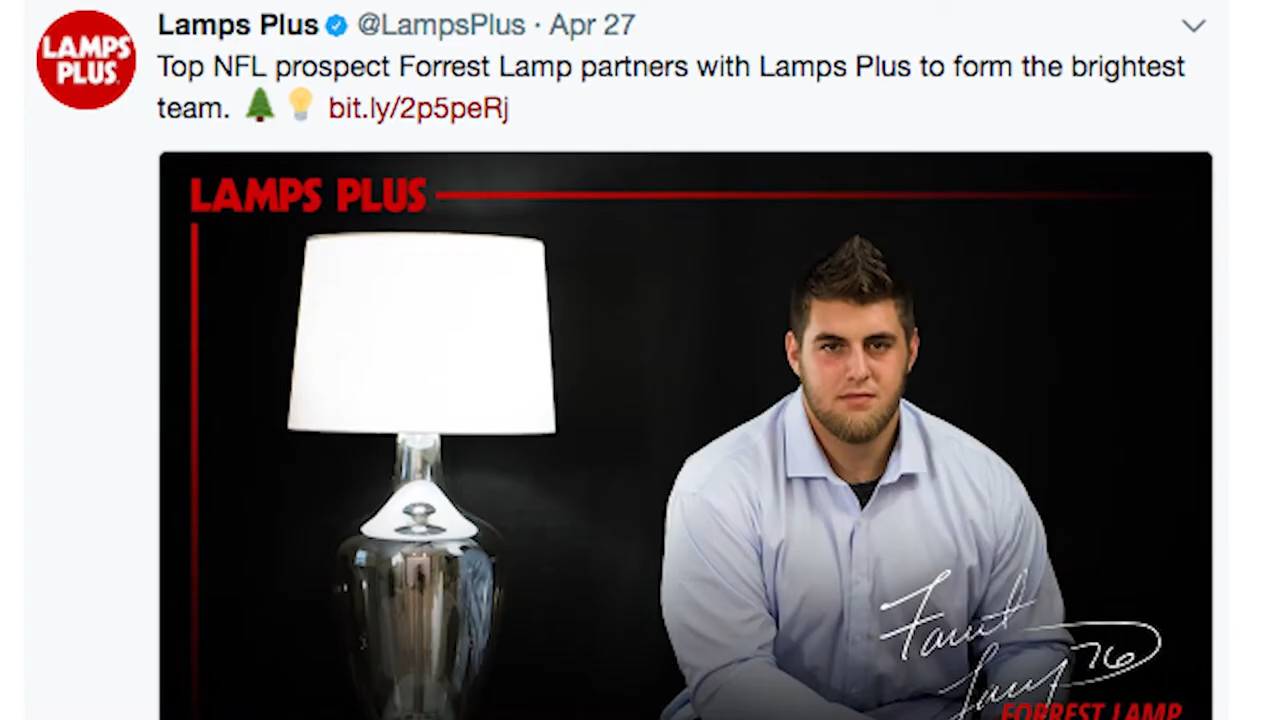 LAMPS
PLUS
Lamps Plus @LampsPlus · Apr 27
Top NFL prospect Forrest Lamp partners with Lamps Plus to form the brightest
team. 🌲 💡 bit.ly/2p5peRj
LAMPS PLUS
76
FORREST LAMP